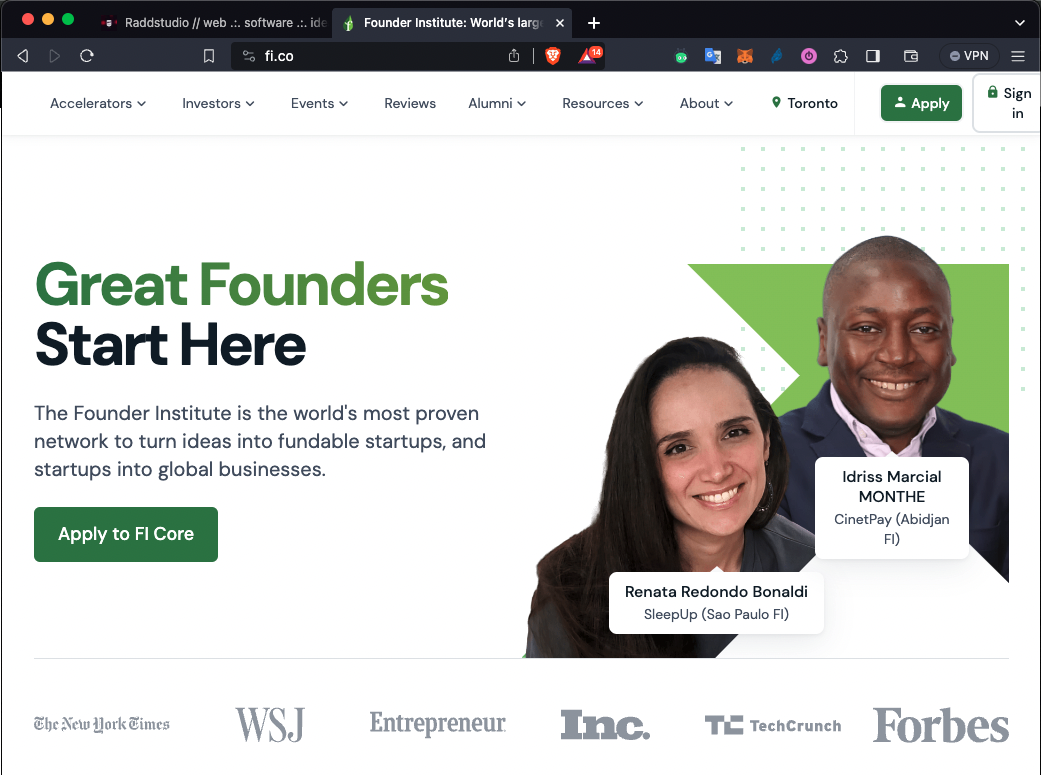 Raddstudio // web .:. software .:. ide
Founder Institute: World's larg
fi.co
14
VPN
Accelerators
Investors
Events
Reviews
Alumni
Resources
About
Toronto
Apply
Sign
in
Great Founders
Start Here
The Founder Institute is the world's most proven
network to turn ideas into fundable startups, and
startups into global businesses.
Apply to FI Core
Idriss Marcial
MONTHE
CinetPay (Abidjan
FI)
Renata Redondo Bonaldi
SleepUp (Sao Paulo FI)
The New York Times
WSJ
Entrepreneur
Inc.
TC TechCrunch
Forbes